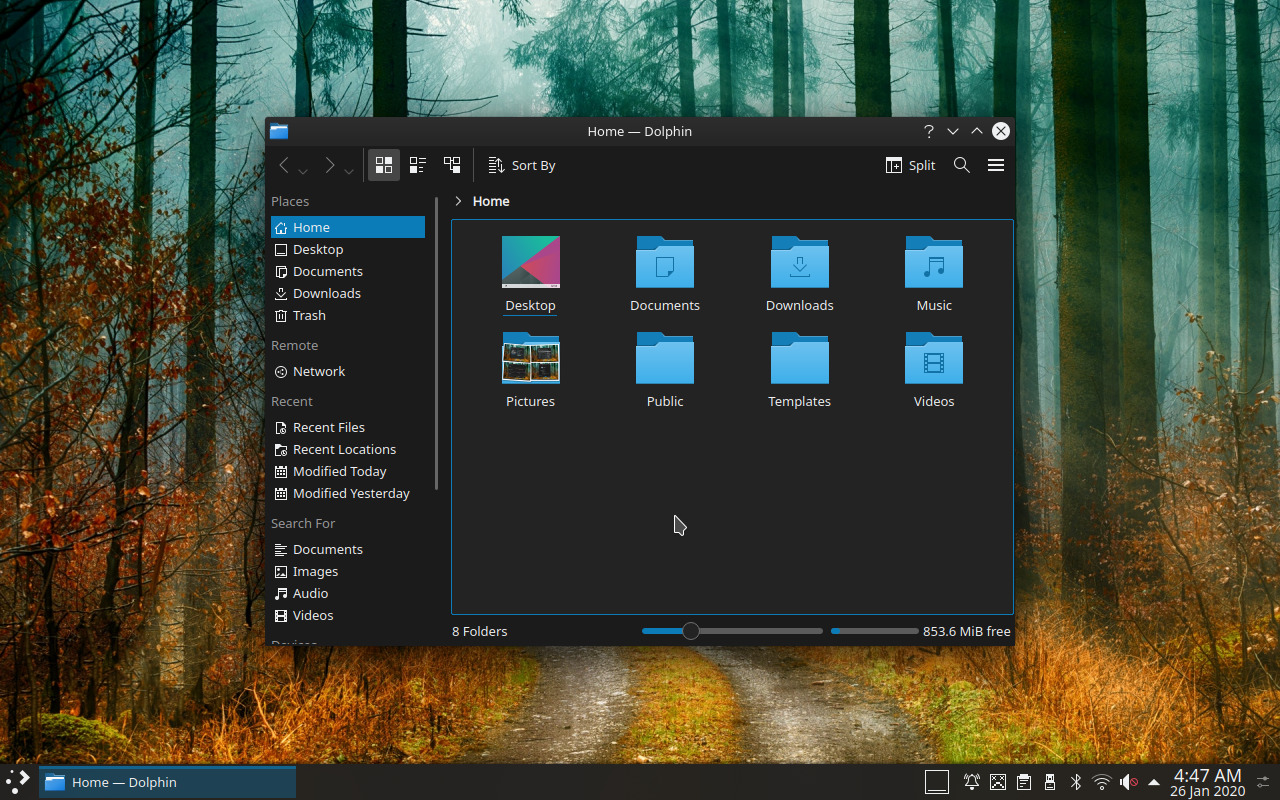 Home — Dolphin
Sort By
Split
Places
Home
Desktop
Documents
Downloads
Trash
Remote
Network
Recent
Recent Files
Recent Locations
Modified Today
Modified Yesterday
Search For
Documents
Images
Audio
Videos
Devices
Home
Desktop
Documents
Downloads
Music
Pictures
Public
Templates
Videos
8 Folders
853.6 MiB free
Home — Dolphin
4:47 AM
26 Jan 2020